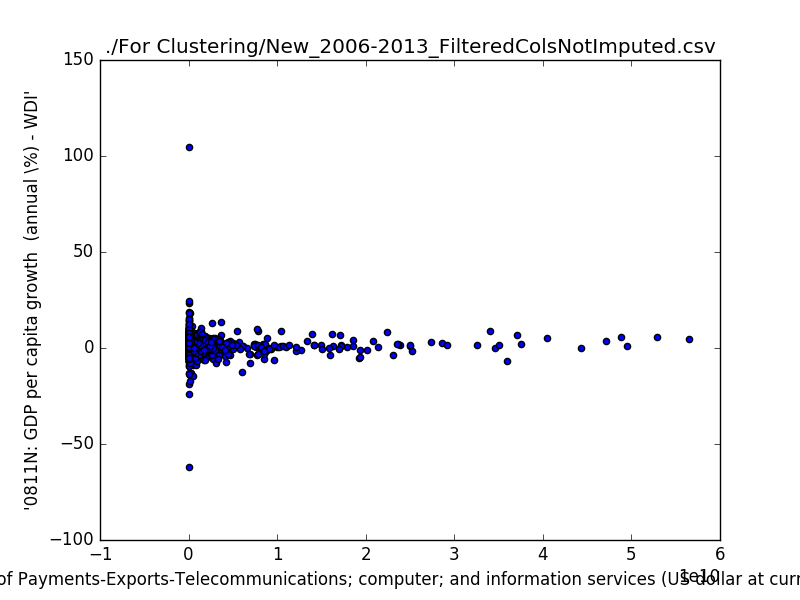 ./For Clustering/New_2006-2013_FilteredColsNotImputed.csv
'0811N: GDP per capita growth  (annual \%) - WDI'
150
100
50
0
−50
−100
−1 0 1 2 3 4 5 6
1e10
of Payments-Exports-Telecommunications; computer; and information services (US dollar at curr